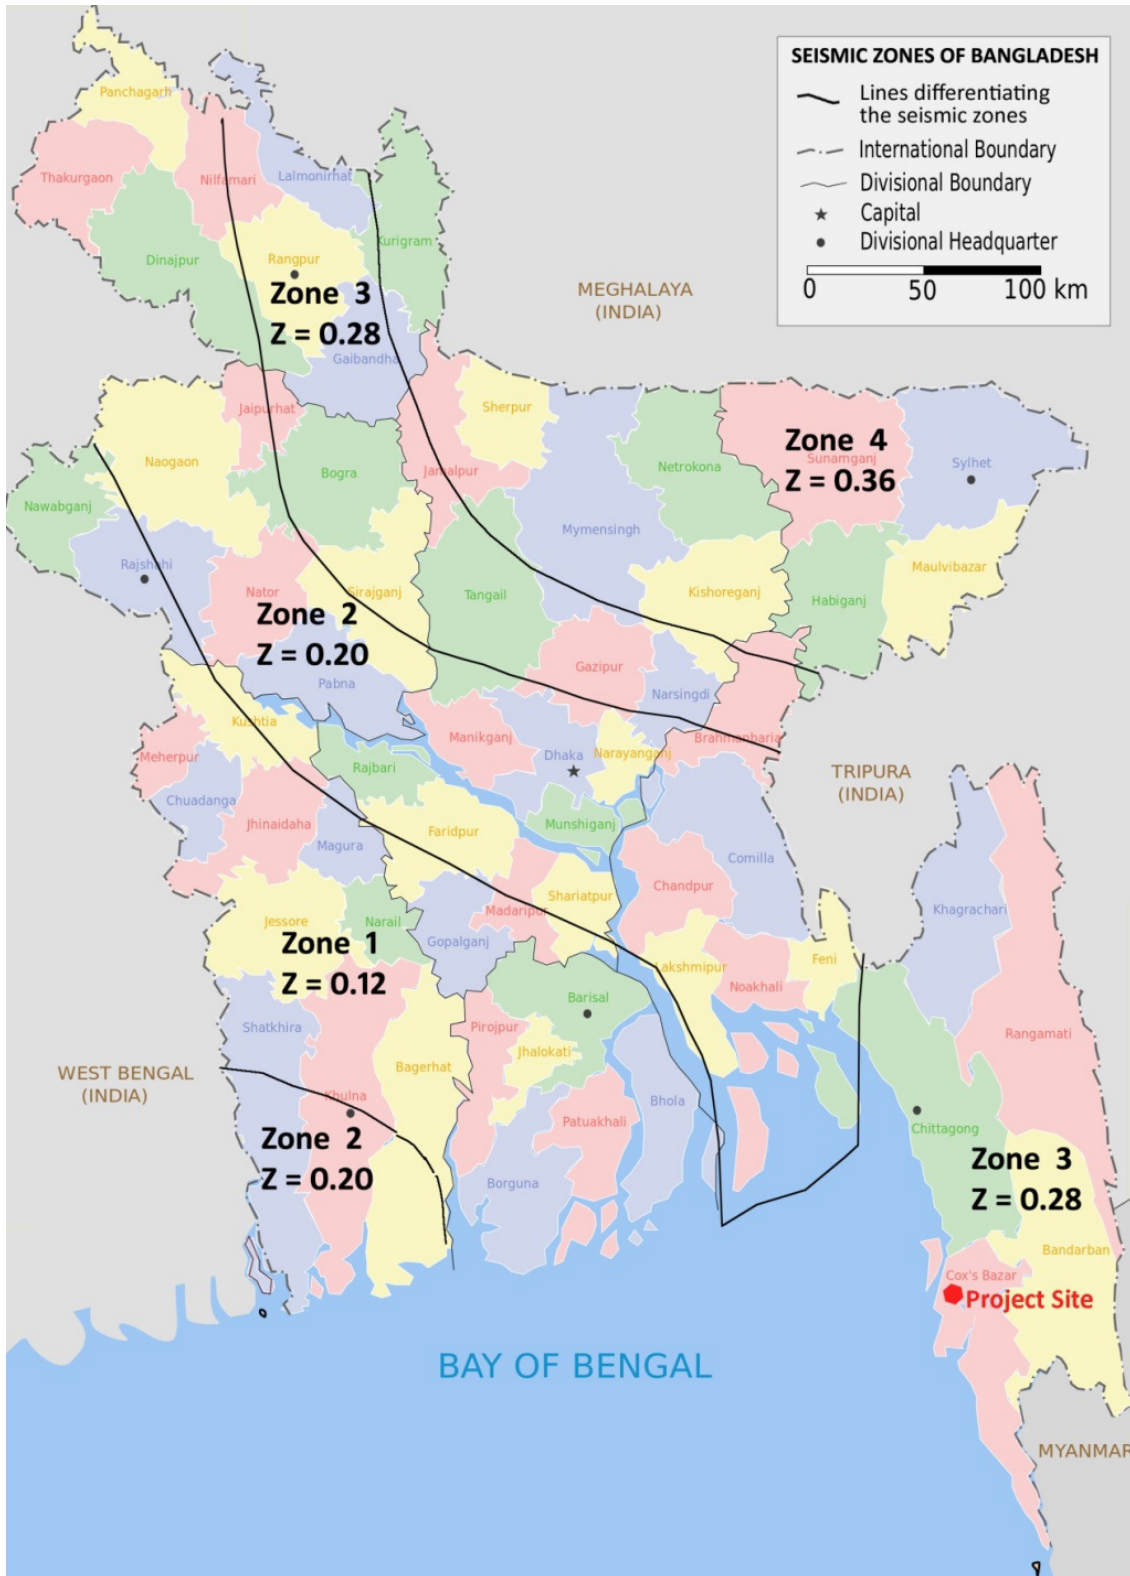 SEISMIC ZONES OF BANGLADESH
Lines differentiating
the seismic zones
International Boundary
Divisional Boundary
Capital
Divisional Headquarter
0 50 100 km
Panchagarh
Thakurgaon
Nilfamari
Lalmonirhat
Kurigram
Dinajpur
Rangpur
Zone 3
Z = 0.28
Gaibandha
MEGHALAYA
(INDIA)
Jaipurhat
Sherpur
Naogaon
Bogra
Jamalpur
Netrokona
Zone 4
Sunamganj
Z = 0.36
Sylhet
Nawabganj
Mymensingh
Rajshahi
Maulvibazar
Nator
Sirajganj
Tangail
Kishoreganj
Habiganj
Zone 2
Z = 0.20
Pabna
Gazipur
Narsingdi
Kushtia
Manikganj
Dhaka
Narayanganj
Brahmanbaria
Meherpur
Rajbari
TRIPURA
(INDIA)
Chuadanga
Jhinaidaha
Magura
Faridpur
Munshiganj
Comilla
Chandpur
Shariatpur
Madaripur
Khagrachari
Jessore
Narail
Zone 1
Z = 0.12
Gopalganj
Lakshmipur
Noakhali
Feni
Barisal
Shatkhira
Pirojpur
Jhalokati
Rangamati
WEST BENGAL
(INDIA)
Bagerhat
Khulna
Bhola
Patuakhali
Chittagong
Zone 2
Z = 0.20
Borguna
Zone 3
Z = 0.28
Bandarban
Cox's Bazar
Project Site
BAY OF BENGAL
MYANMAR